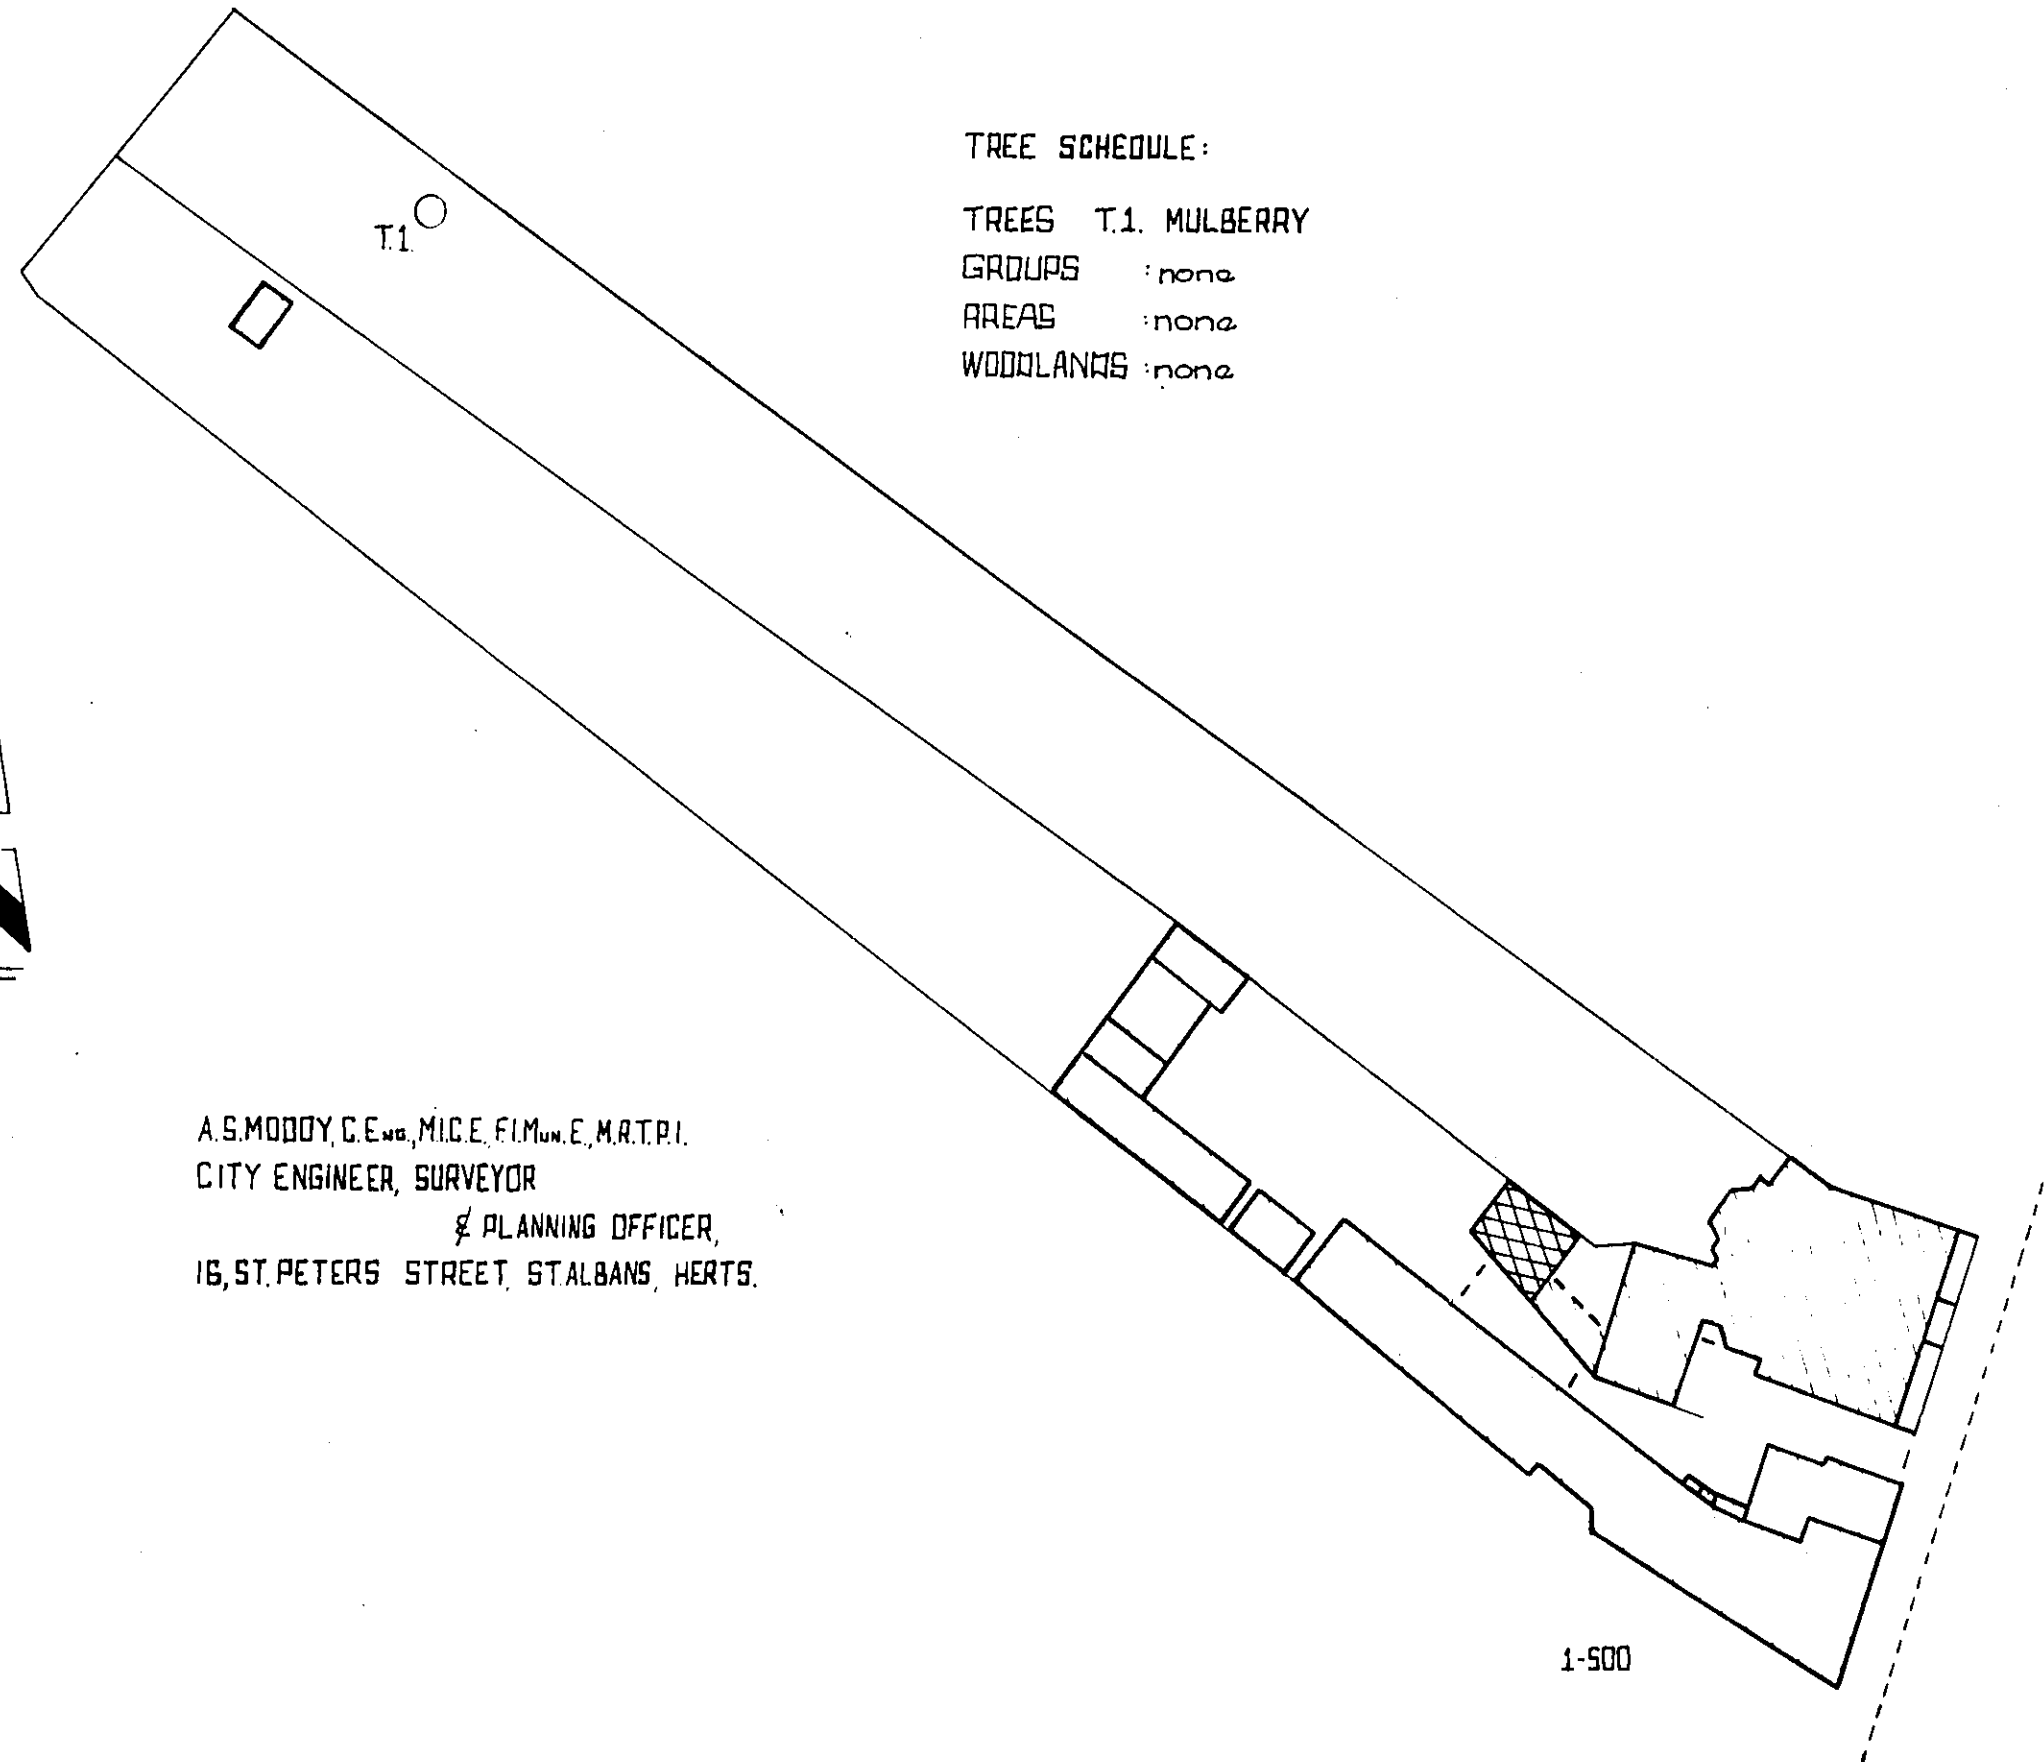 TREE SCHEDULE:
TREES T.1. MULBERRY
GROUPS : none
AREAS : none
WOODLANDS : none
T.1.
A.S.MOODY, C.ENG., M.I.C.E., F.I.MUN.E., M.R.T.P.I.
CITY ENGINEER, SURVEYOR
& PLANNING OFFICER,
16, ST. PETERS STREET, ST.ALBANS, HERTS.
1-500